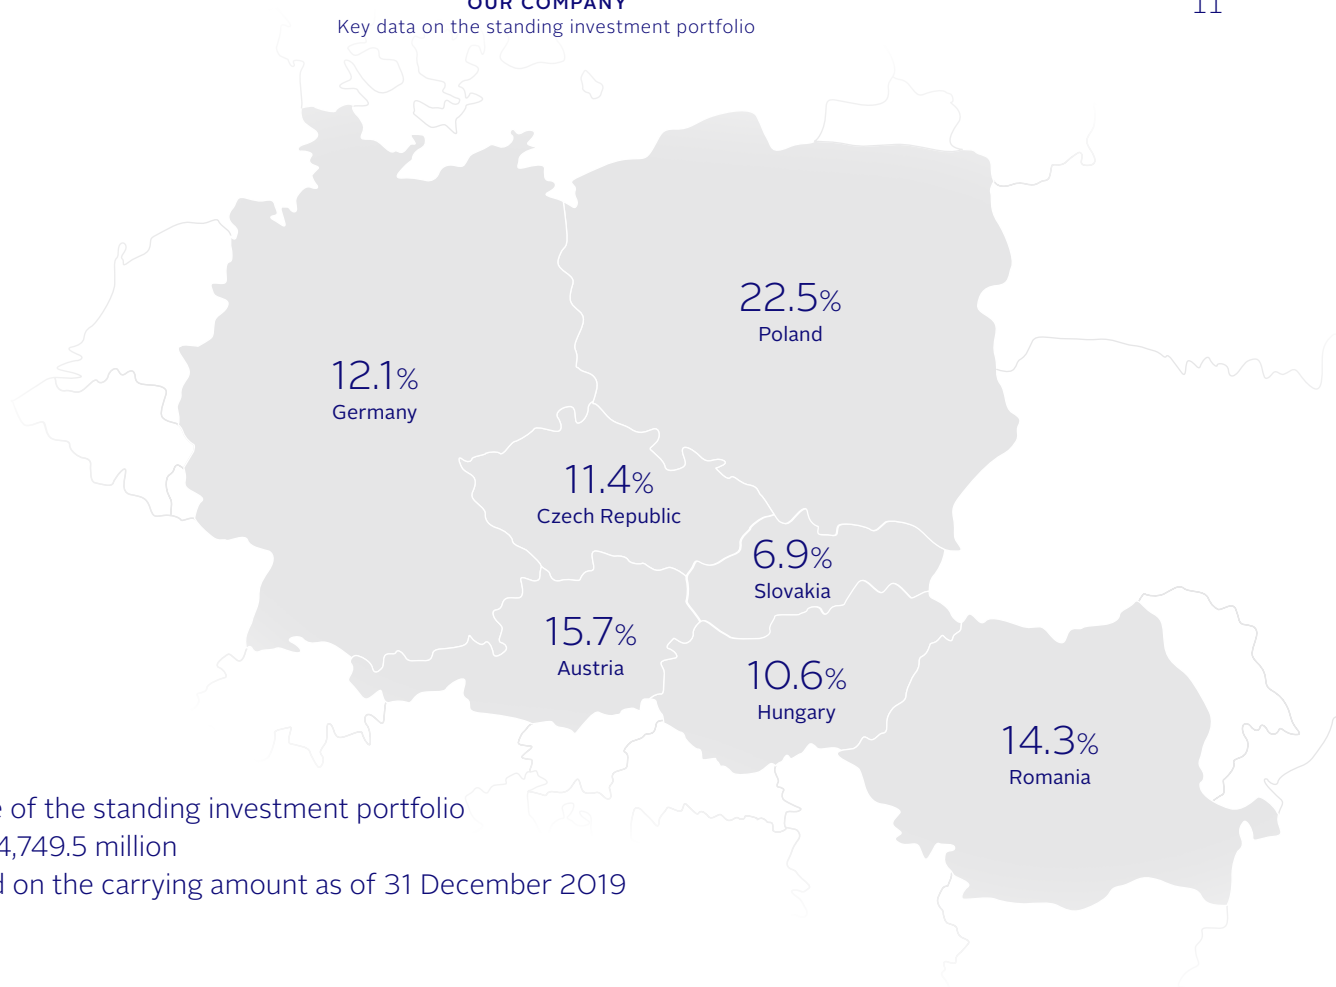 OUR COMPANY
11
Key data on the standing investment portfolio
22.5%
Poland
12.1%
Germany
11.4%
Czech Republic
6.9%
Slovakia
15.7%
Austria
10.6%
Hungary
14.3%
Romania
of the standing investment portfolio
4,749.5 million
on the carrying amount as of 31 December 2019